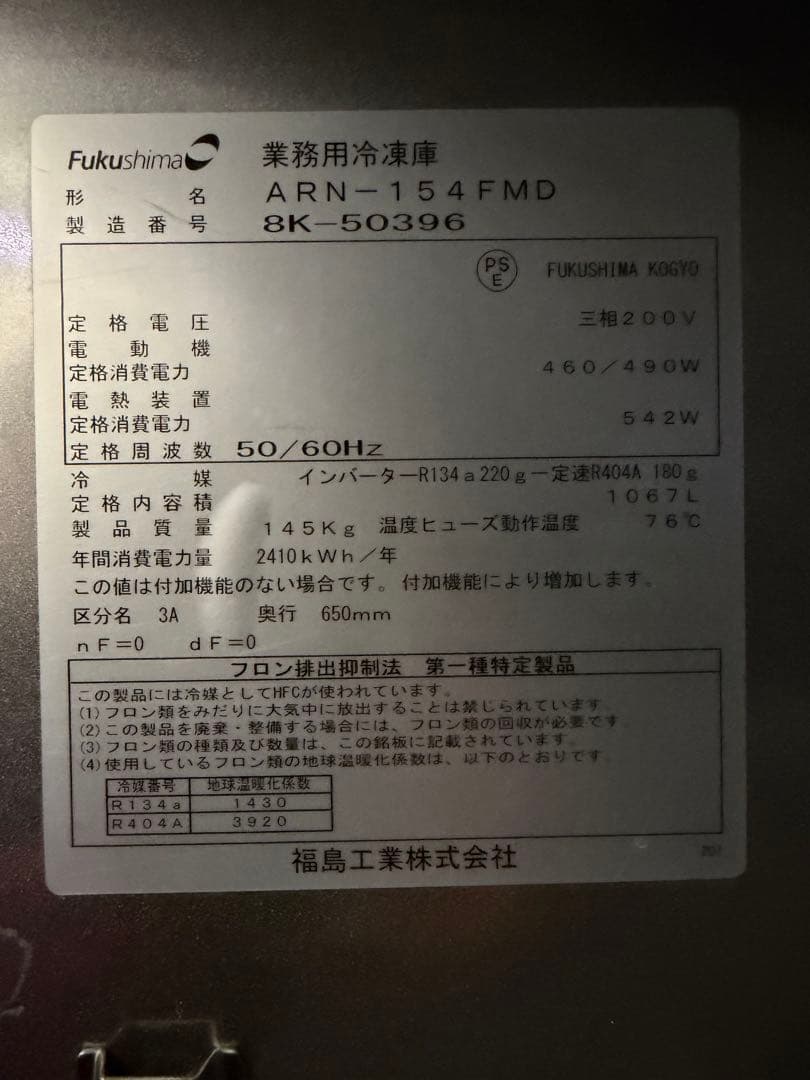 Fukushima 業務用冷凍庫
形名 ARN-154FMD
製造番号 8K-50396
PS E FUKUSHIMA KOGYO
定格電圧 三相200V
電動機
定格消費電力 460/490W
電熱装置
定格消費電力 542W
定格周波数 50/60Hz
冷媒 インバーターR134a220g一定速R404A 180g
定格内容積 1067L
製品質量 145Kg 温度ヒューズ動作温度 76℃
年間消費電力量 2410kWh/年
この値は付加機能のない場合です。付加機能により増加します。
区分名 3A 奥行 650mm
nF=0 dF=0
フロン排出抑制法 第一種特定製品
この製品には冷媒としてHFCが使われています。
(1)フロン類をみだりに大気中に放出することは禁じられています
(2)この製品を廃棄・整備する場合には、フロン類の回収が必要です
(3)フロン類の種類及び数量は、この銘板に記載されています。
(4)使用しているフロン類の地球温暖化係数は、以下のとおりです。
冷媒番号 地球温暖化係数
R134a 1430
R404A 3920
福島工業株式会社